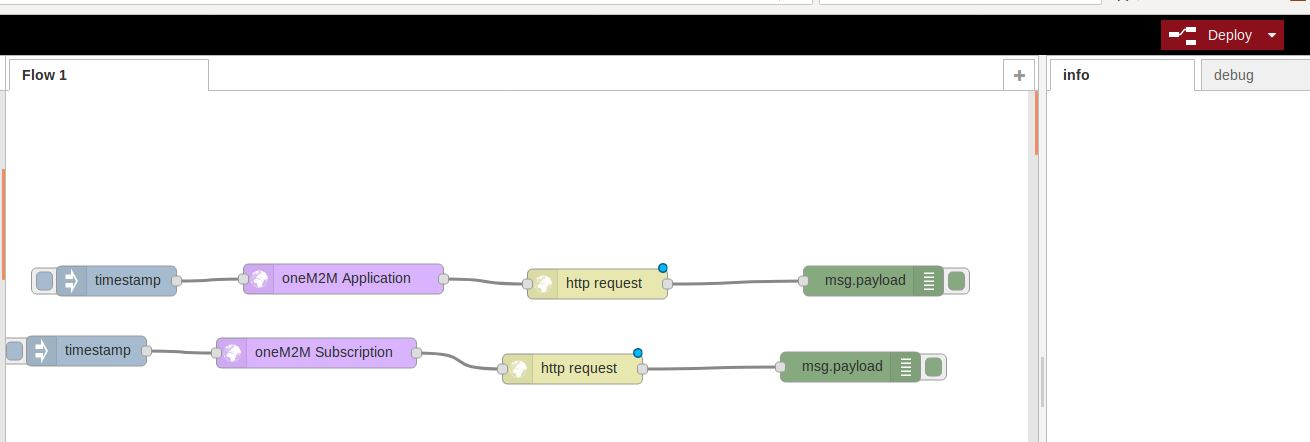 Deploy
Flow 1
info
debug
timestamp
oneM2M Application
http request
msg.payload
timestamp
oneM2M Subscription
http request
msg.payload